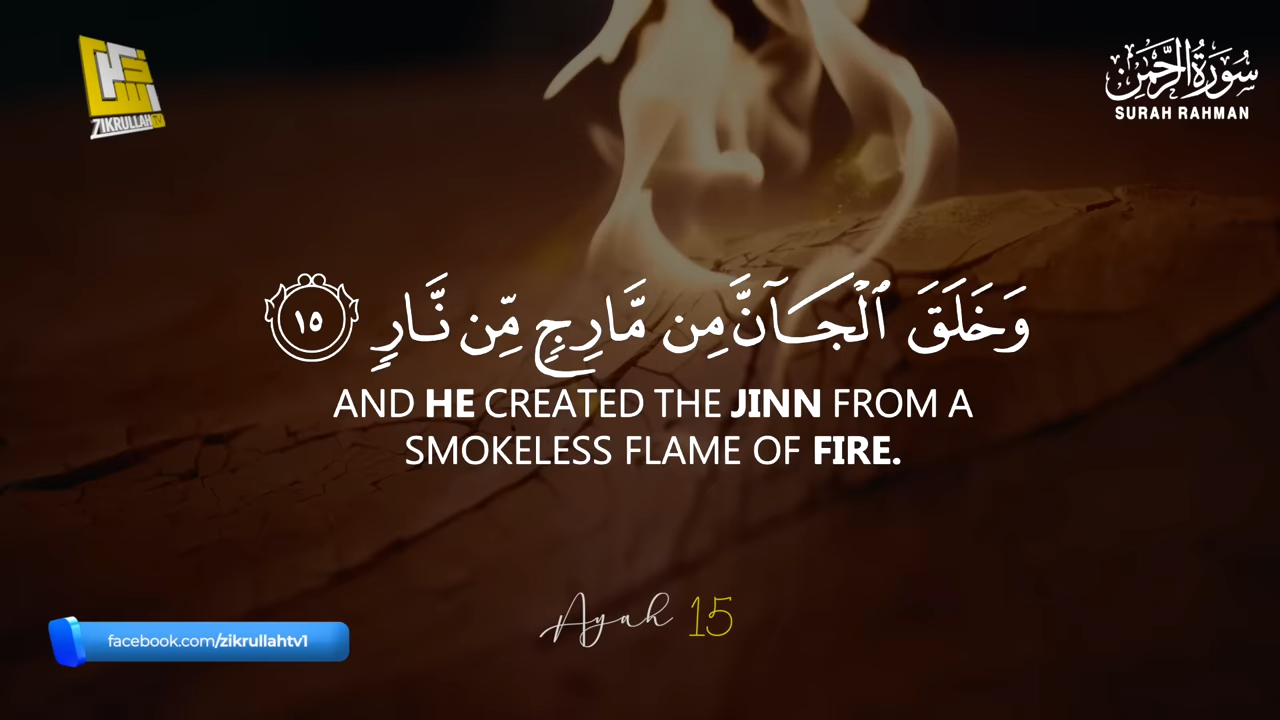 ZIKRULLAH TV
سُورَةُ الرَّحْمٰن
SURAH RAHMAN
وَخَلَقَ ٱلْجَآنَّ مِن مَّارِجٍ مِّن نَّارٍ ١٥
AND HE CREATED THE JINN FROM A
SMOKELESS FLAME OF FIRE.
Ayah 15
facebook.com/zikrullahtv1